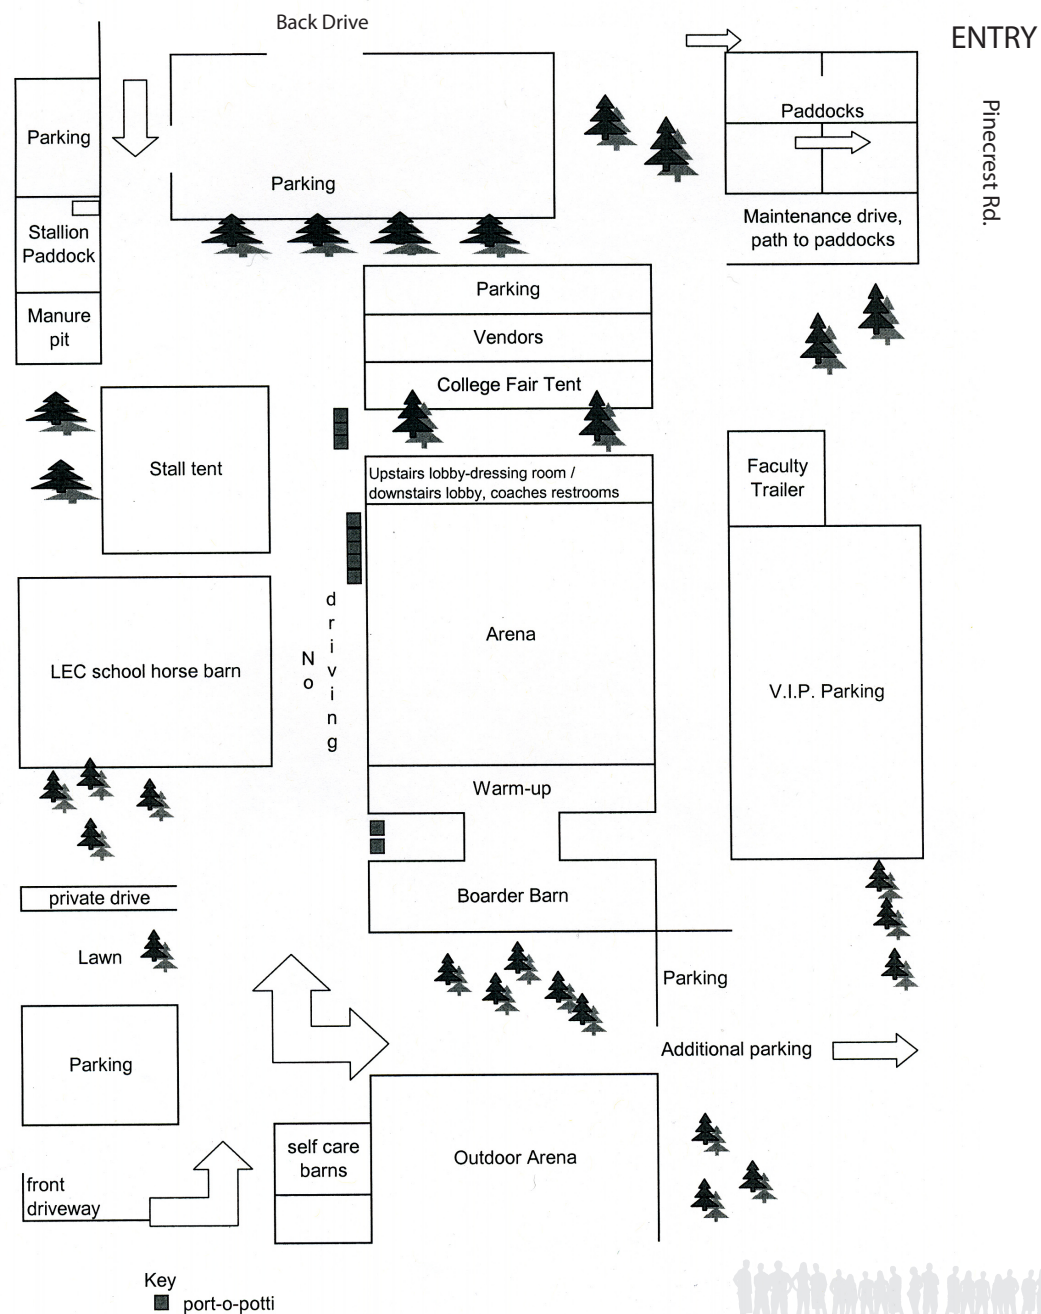 Back Drive
ENTRY
Pinecrest Rd.
Parking
Parking
Paddocks
Maintenance drive,
path to paddocks
Stallion
Paddock
Manure
pit
Parking
Vendors
College Fair Tent
Stall tent
Upstairs lobby-dressing room /
downstairs lobby, coaches restrooms
Faculty
Trailer
No
driving
Arena
LEC school horse barn
V.I.P. Parking
Warm-up
Boarder Barn
private drive
Lawn
Parking
Additional parking
Parking
self care
barns
Outdoor Arena
front
driveway
Key
port-o-potti